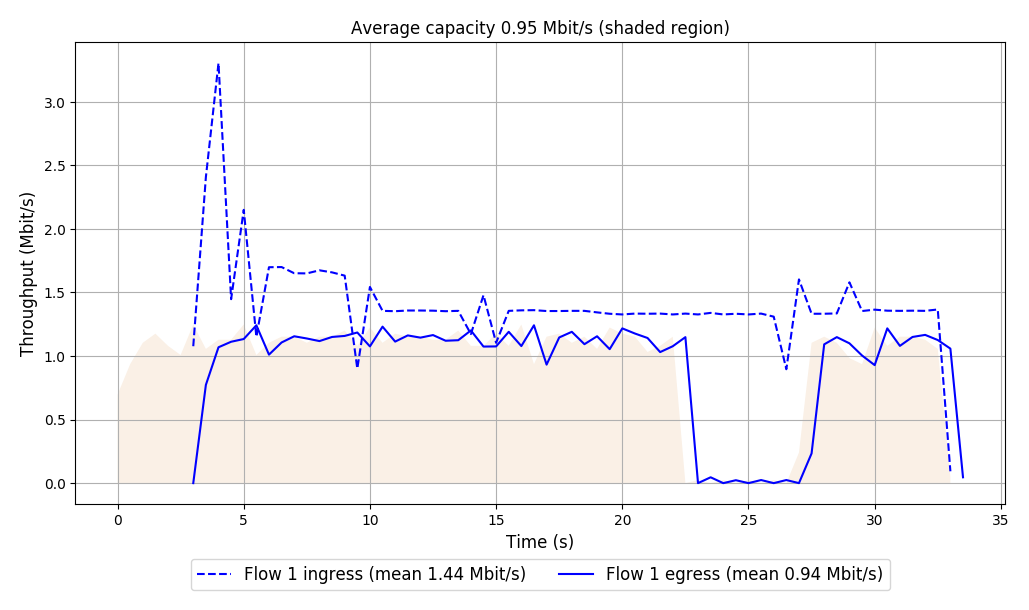 Average capacity 0.95 Mbit/s (shaded region)
Throughput (Mbit/s)
3.0
2.5
2.0
1.5
1.0
0.5
0.0
0 5 10 15 20 25 30 35
Time (s)
Flow 1 ingress (mean 1.44 Mbit/s) Flow 1 egress (mean 0.94 Mbit/s)